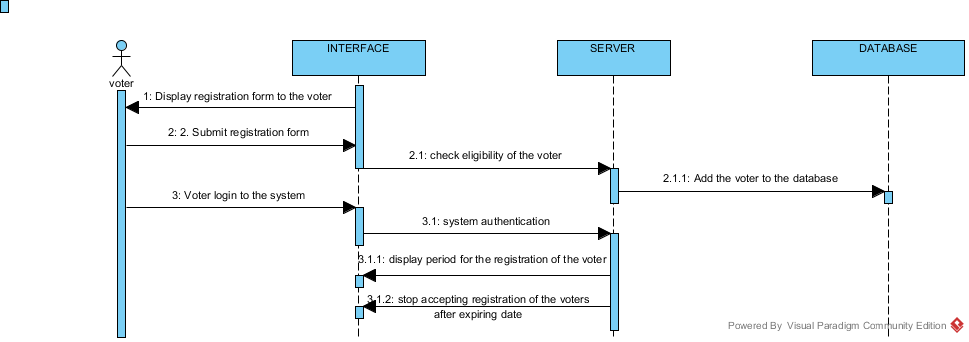 INTERFACE
SERVER
DATABASE
voter
1: Display registration form to the voter
2: 2. Submit registration form
2.1: check eligibility of the voter
2.1.1: Add the voter to the database
3: Voter login to the system
3.1: system authentication
3.1.1: display period for the registration of the voter
3.1.2: stop accepting registration of the voters
after expiring date
Powered By Visual Paradigm Community Edition